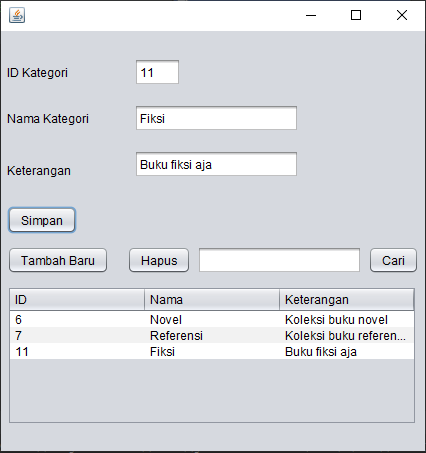 ID Kategori 11
Nama Kategori Fiksi
Keterangan Buku fiksi aja
Simpan
Tambah Baru Hapus Cari
ID Nama Keterangan
6 Novel Koleksi buku novel
7 Referensi Koleksi buku referen...
11 Fiksi Buku fiksi aja